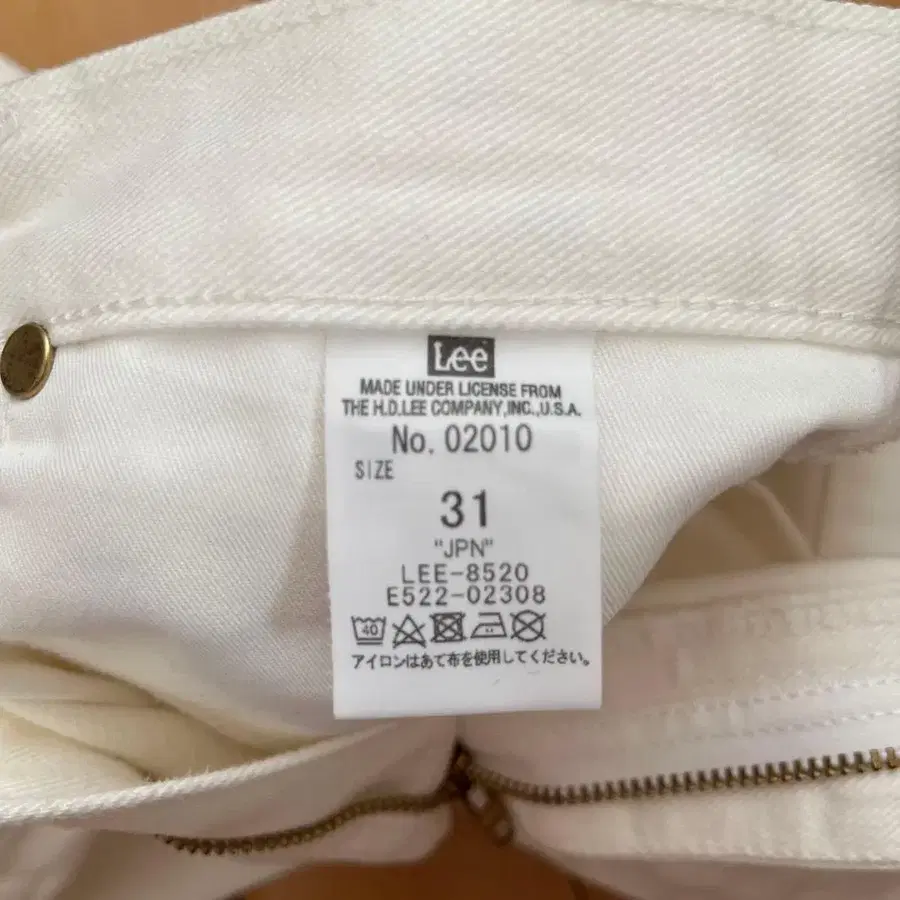 Lee
MADE UNDER LICENSE FROM
THE H.D.LEE COMPANY,INC.,U.S.A.
No. 02010
SIZE
31
"JPN"
LEE-8520
E522-02308
40
アイロンはあて布を使用してください。